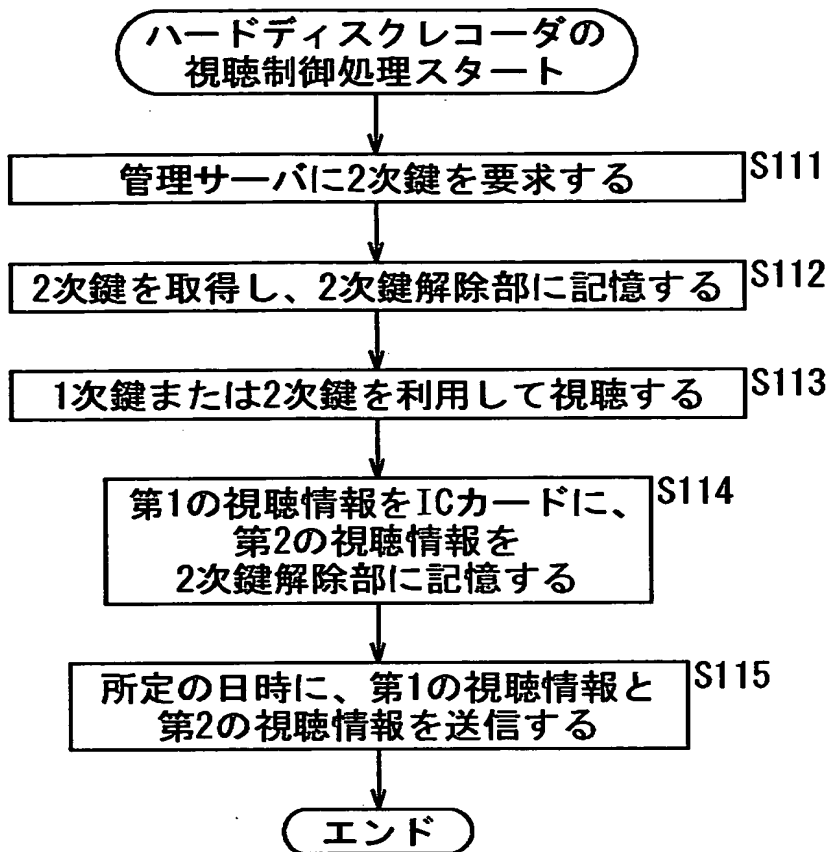 ハードディスクレコーダの
視聴制御処理スタート
管理サーバに2次鍵を要求する
S111
2次鍵を取得し、2次鍵解除部に記憶する
S112
1次鍵または2次鍵を利用して視聴する
S113
第1の視聴情報をICカードに、
第2の視聴情報を
2次鍵解除部に記憶する
S114
所定の日時に、第1の視聴情報と
第2の視聴情報を送信する
S115
エンド